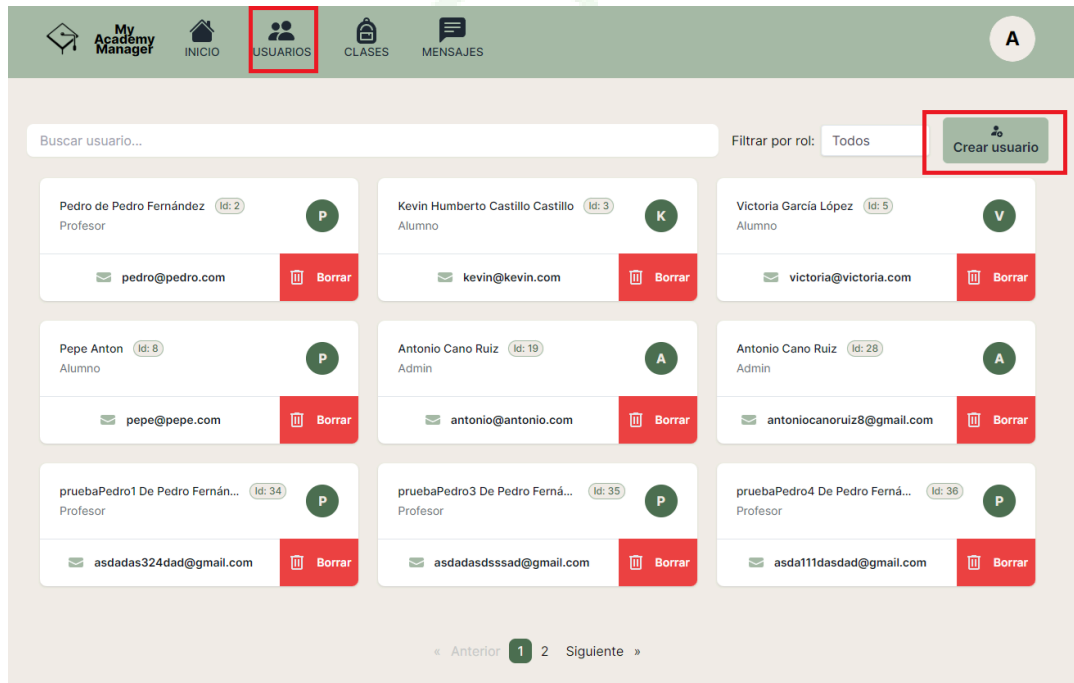 My
Academy
Manager
INICIO
USUARIOS
CLASES
MENSAJES
A
Buscar usuario...
Filtrar por rol:
Todos
Crear usuario
Pedro de Pedro Fernández Id: 2
Profesor
P
pedro@pedro.com
Borrar
Kevin Humberto Castillo Castillo Id: 3
Alumno
K
kevin@kevin.com
Borrar
Victoria García López Id: 5
Alumno
V
victoria@victoria.com
Borrar
Pepe Anton Id: 8
Alumno
P
pepe@pepe.com
Borrar
Antonio Cano Ruiz Id: 19
Admin
A
antonio@antonio.com
Borrar
Antonio Cano Ruiz Id: 28
Admin
A
antoniocanoruiz8@gmail.com
Borrar
pruebaPedro1 De Pedro Fernán... Id: 34
Profesor
P
asdadas324dad@gmail.com
Borrar
pruebaPedro3 De Pedro Ferná... Id: 35
Profesor
P
asdadasdsssad@gmail.com
Borrar
pruebaPedro4 De Pedro Ferná... Id: 36
Profesor
P
asda111dasdad@gmail.com
Borrar
« Anterior 1 2 Siguiente »